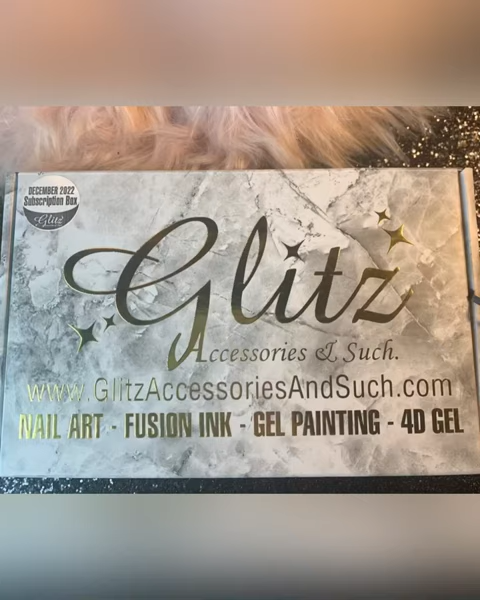 DECEMBER 2022
Subscription Box
Glitz
Glitz
Accessories & Such.
www.GlitzAccessoriesAndSuch.com
NAIL ART - FUSION INK - GEL PAINTING - 4D GEL